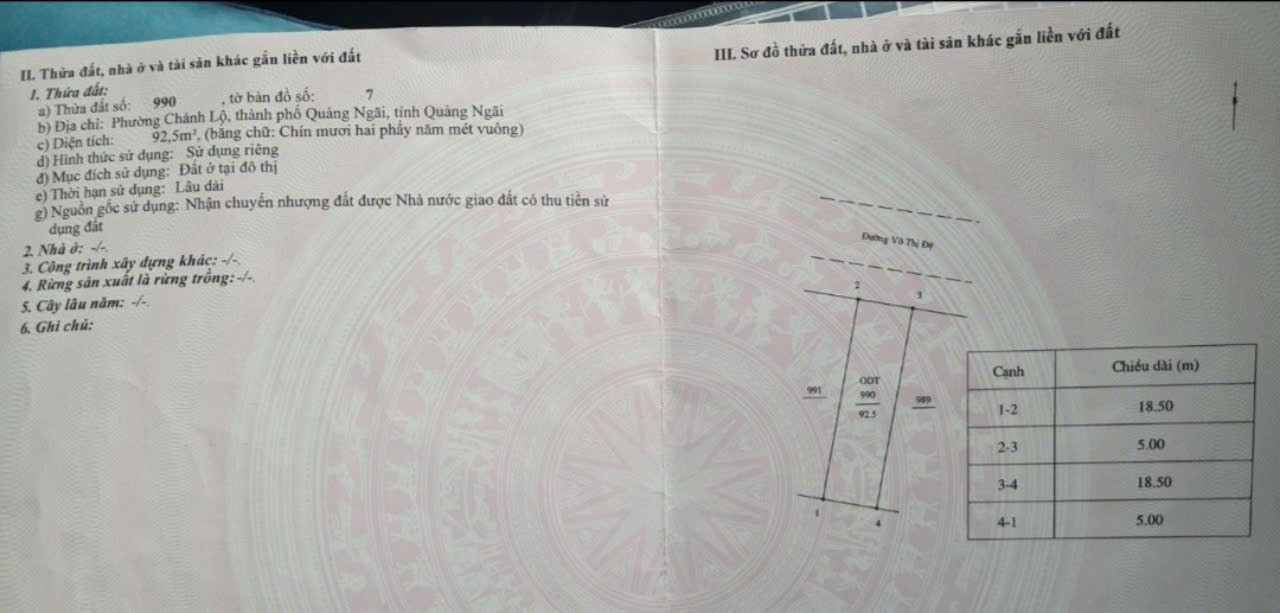 II. Thửa đất, nhà ở và tài sản khác gắn liền với đất
1. Thửa đất:
a) Thửa đất số: 990 , tờ bản đồ số: 7
b) Địa chỉ: Phường Chánh Lộ, thành phố Quảng Ngãi, tỉnh Quảng Ngãi
c) Diện tích: 92,5m², (bằng chữ: Chín mươi hai phẩy năm mét vuông)
d) Hình thức sử dụng: Sử dụng riêng
đ) Mục đích sử dụng: Đất ở tại đô thị
e) Thời hạn sử dụng: Lâu dài
g) Nguồn gốc sử dụng: Nhận chuyển nhượng đất được Nhà nước giao đất có thu tiền sử
dụng đất
2. Nhà ở: -/-.
3. Công trình xây dựng khác: -/-.
4. Rừng sản xuất là rừng trồng: -/-.
5. Cây lâu năm: -/-.
6. Ghi chú:
III. Sơ đồ thửa đất, nhà ở và tài sản khác gắn liền với đất
Đường Võ Thị Đệ
2
3
991
ODT
990
92.5
989
1
4
Cạnh Chiều dài (m)
1-2 18.50
2-3 5.00
3-4 18.50
4-1 5.00